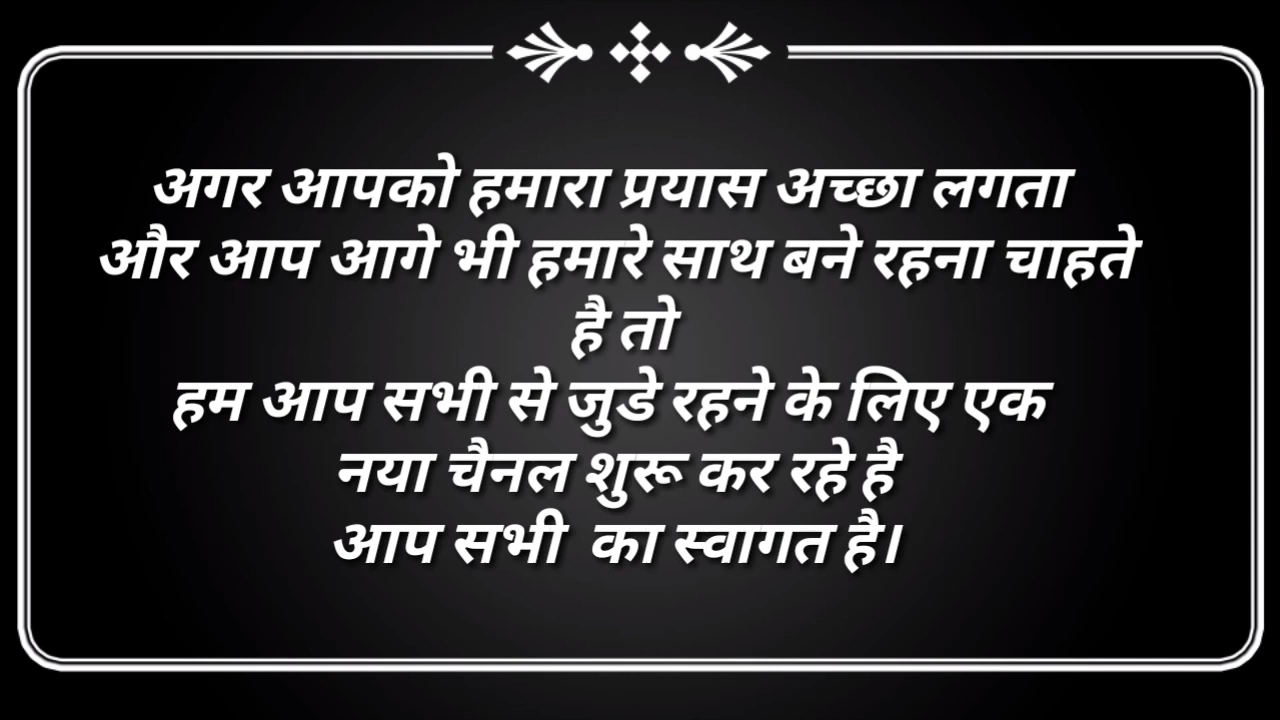 अगर आपको हमारा प्रयास अच्छा लगता
और आप आगे भी हमारे साथ बने रहना चाहते
है तो
हम आप सभी से जुडे रहने के लिए एक
नया चैनल शुरू कर रहे है
आप सभी  का स्वागत है।